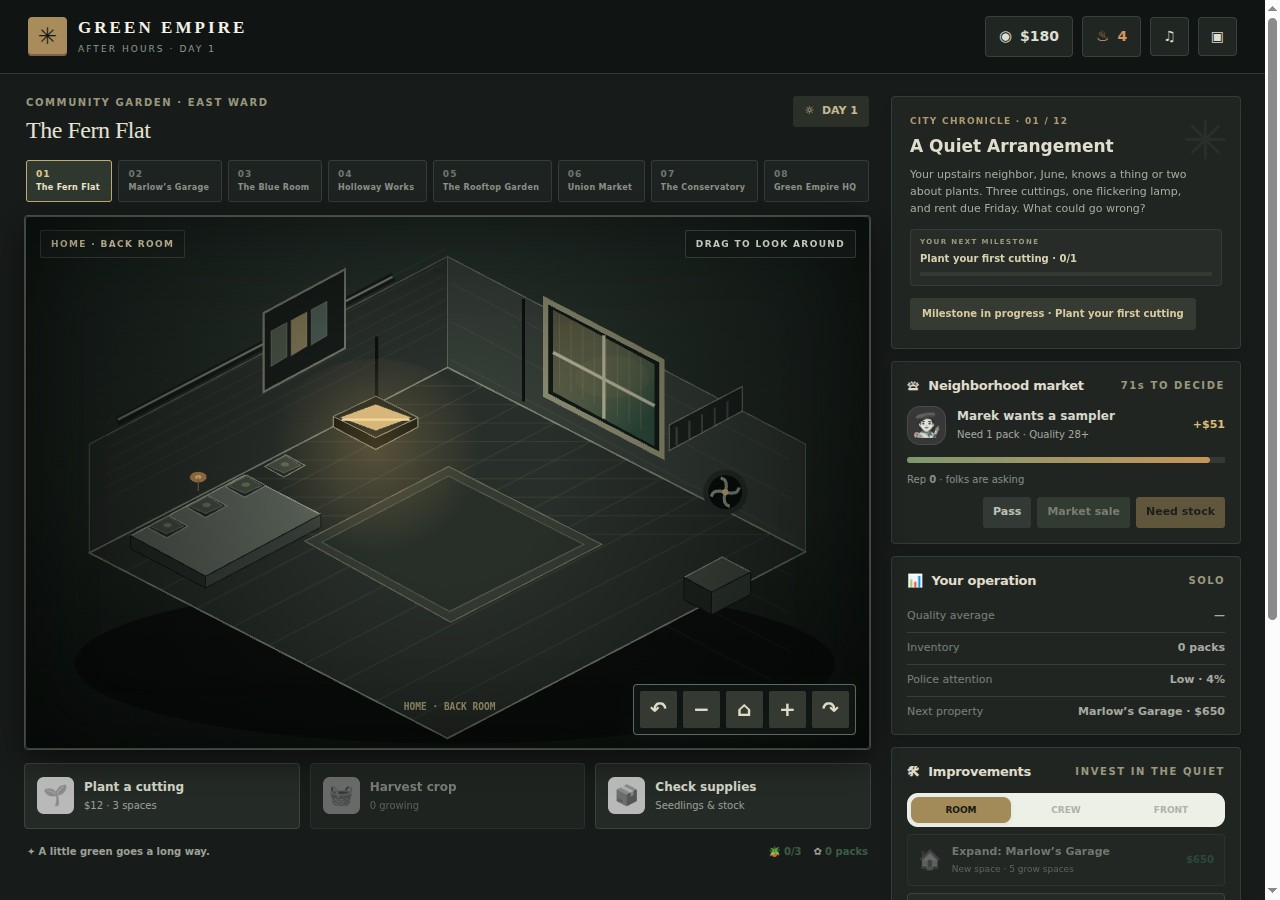 GREEN EMPIRE
AFTER HOURS · DAY 1
$180
4
COMMUNITY GARDEN · EAST WARD
The Fern Flat
DAY 1
01
The Fern Flat
02
Marlow’s Garage
03
The Blue Room
04
Holloway Works
05
The Rooftop Garden
06
Union Market
07
The Conservatory
08
Green Empire HQ
HOME · BACK ROOM
DRAG TO LOOK AROUND
HOME · BACK ROOM
Plant a cutting
$12 · 3 spaces
Harvest crop
0 growing
Check supplies
Seedlings & stock
A little green goes a long way.
0/3
0 packs
CITY CHRONICLE · 01 / 12
A Quiet Arrangement
Your upstairs neighbor, June, knows a thing or two
about plants. Three cuttings, one flickering lamp,
and rent due Friday. What could go wrong?
YOUR NEXT MILESTONE
Plant your first cutting · 0/1
Milestone in progress · Plant your first cutting
Neighborhood market
71s TO DECIDE
Marek wants a sampler
Need 1 pack · Quality 28+
+$51
Rep 0 · folks are asking
Pass
Market sale
Need stock
Your operation
SOLO
Quality average
—
Inventory
0 packs
Police attention
Low · 4%
Next property
Marlow’s Garage · $650
Improvements
INVEST IN THE QUIET
ROOM
CREW
FRONT
Expand: Marlow’s Garage
New space · 5 grow spaces
$650